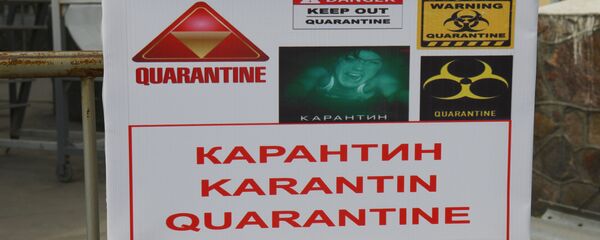 DANGER
KEEP OUT
QUARANTINE
WARNING
QUARANTINE
QUARANTINE
КАРАНТИН
QUARANTINE
КАРАНТИН
KARANTIN
QUARANTINE